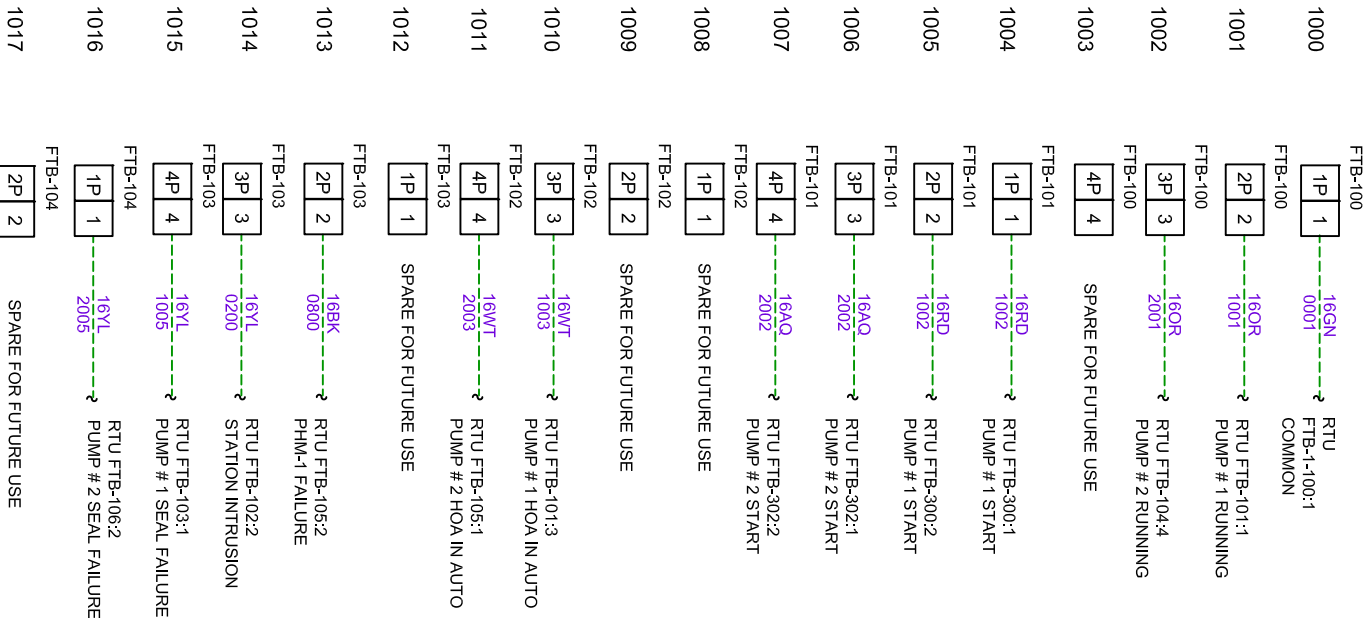 1000
FTB-100
1P 1
16GN
0001
RTU
FTB-1-100:1
COMMON
1001
FTB-100
2P 2
16OR
1001
RTU FTB-101:1
PUMP # 1 RUNNING
1002
FTB-100
3P 3
16OR
2001
RTU FTB-104:4
PUMP # 2 RUNNING
1003
FTB-100
4P 4
SPARE FOR FUTURE USE
1004
FTB-101
1P 1
16RD
1002
RTU FTB-300:1
PUMP # 1 START
1005
FTB-101
2P 2
16RD
1002
RTU FTB-300:2
PUMP # 1 START
1006
FTB-101
3P 3
16AQ
2002
RTU FTB-302:1
PUMP # 2 START
1007
FTB-101
4P 4
16AQ
2002
RTU FTB-302:2
PUMP # 2 START
1008
FTB-102
1P 1
SPARE FOR FUTURE USE
1009
FTB-102
2P 2
SPARE FOR FUTURE USE
1010
FTB-102
3P 3
16WT
1003
RTU FTB-101:3
PUMP # 1 HOA IN AUTO
1011
FTB-102
4P 4
16WT
2003
RTU FTB-105:1
PUMP # 2 HOA IN AUTO
1012
FTB-103
1P 1
SPARE FOR FUTURE USE
1013
FTB-103
2P 2
16BK
0800
RTU FTB-105:2
PHM-1 FAILURE
1014
FTB-103
3P 3
16YL
0200
RTU FTB-102:2
STATION INTRUSION
1015
FTB-103
4P 4
16YL
1005
RTU FTB-103:1
PUMP # 1 SEAL FAILURE
1016
FTB-104
1P 1
16YL
2005
RTU FTB-106:2
PUMP # 2 SEAL FAILURE
1017
FTB-104
2P 2
SPARE FOR FUTURE USE